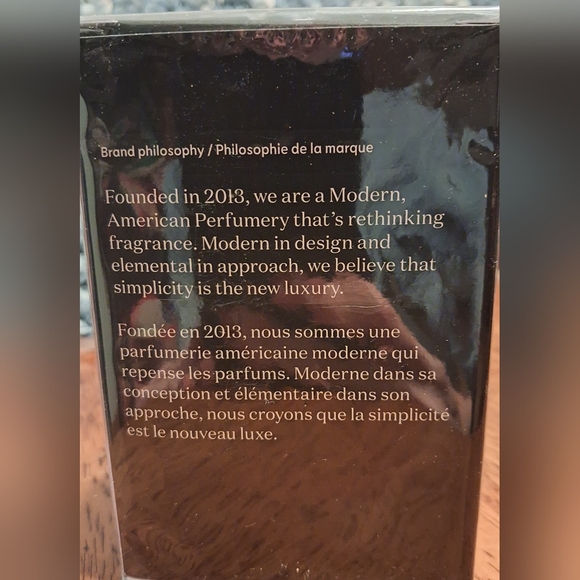 Brand philosophy / Philosophie de la marque
Founded in 2013, we are a Modern,
American Perfumery that's rethinking
fragrance. Modern in design and
elemental in approach, we believe that
simplicity is the new luxury.
Fondée en 2013, nous sommes une
parfumerie américaine moderne qui
repense les parfums. Moderne dans sa
conception et élémentaire dans son
approche, nous croyons que la simplicité
est le nouveau luxe.